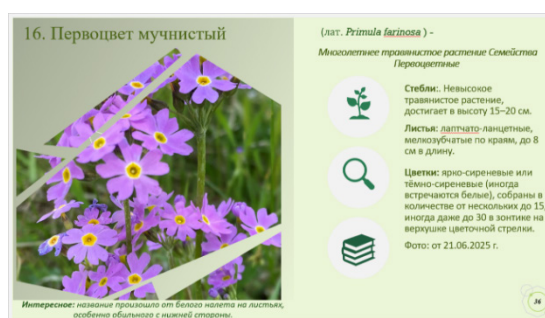 16. Первоцвет мучнистый
(лат. Primula farinosa ) -
Многолетнее травянистое растение Семейства
Первоцветные
Стебли:. Невысокое
травянистое растение,
достигает в высоту 15–20 см.
Листья: лаптчато-ланцетные,
мелкозубчатые по краям, до 8
см в длину.
Цветки: ярко-сиреневые или
тёмно-сиреневые (иногда
встречаются белые), собраны в
количестве от нескольких до 15,
иногда даже до 30 в зонтике на
верхушке цветочной стрелки.
Фото: от 21.06.2025 г.
Интересное: название произошло от белого налета на листьях,
особенно обильного с нижней стороны.
36